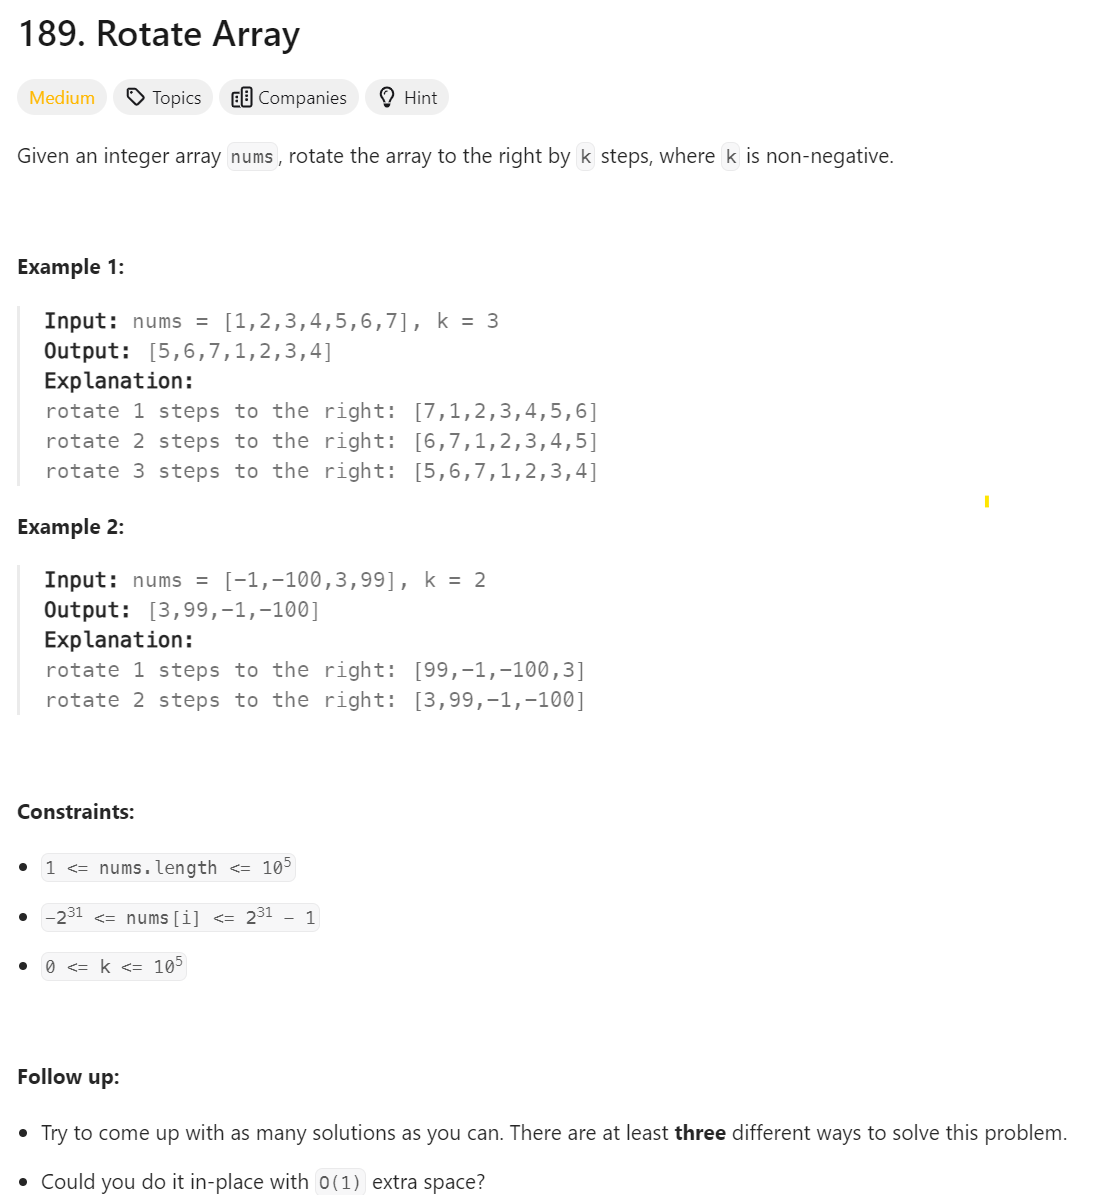 189. Rotate Array
Medium Topics Companies Hint
Given an integer array nums, rotate the array to the right by k steps, where k is non-negative.
Example 1:
Input: nums = [1,2,3,4,5,6,7], k = 3
Output: [5,6,7,1,2,3,4]
Explanation:
rotate 1 steps to the right: [7,1,2,3,4,5,6]
rotate 2 steps to the right: [6,7,1,2,3,4,5]
rotate 3 steps to the right: [5,6,7,1,2,3,4]
Example 2:
Input: nums = [-1,-100,3,99], k = 2
Output: [3,99,-1,-100]
Explanation:
rotate 1 steps to the right: [99,-1,-100,3]
rotate 2 steps to the right: [3,99,-1,-100]
Constraints:
• 1 <= nums.length <= 10⁵
• -2³¹ <= nums[i] <= 2³¹ - 1
• 0 <= k <= 10⁵
Follow up:
• Try to come up with as many solutions as you can. There are at least three different ways to solve this problem.
• Could you do it in-place with O(1) extra space?